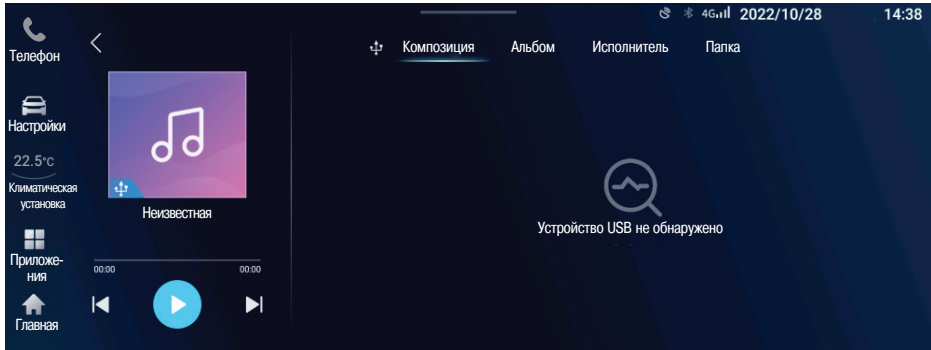 4G 2022/10/28 14:38
Телефон
Настройки
22.5°C
Климатическая
установка
Приложе-
ния
Главная
Неизвестная
00:00 00:00
Композиция Альбом Исполнитель Папка
Устройство USB не обнаружено